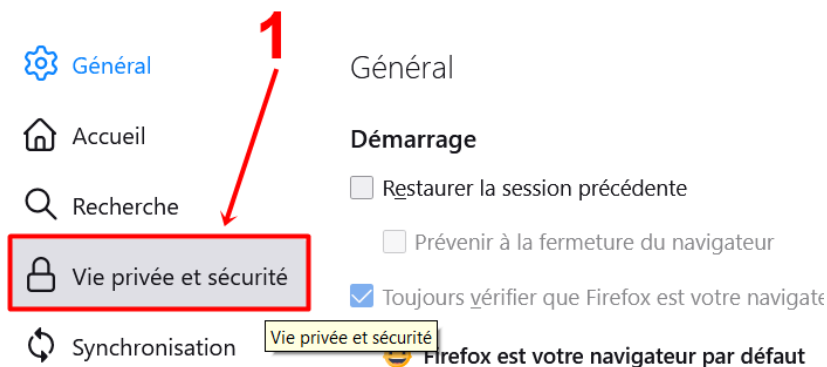 1
Général
Accueil
Recherche
Vie privée et sécurité
Synchronisation
Vie privée et sécurité
Général
Démarrage
Restaurer la session précédente
Prévenir à la fermeture du navigateur
Toujours vérifier que Firefox est votre
Firefox est votre navigateur par défaut